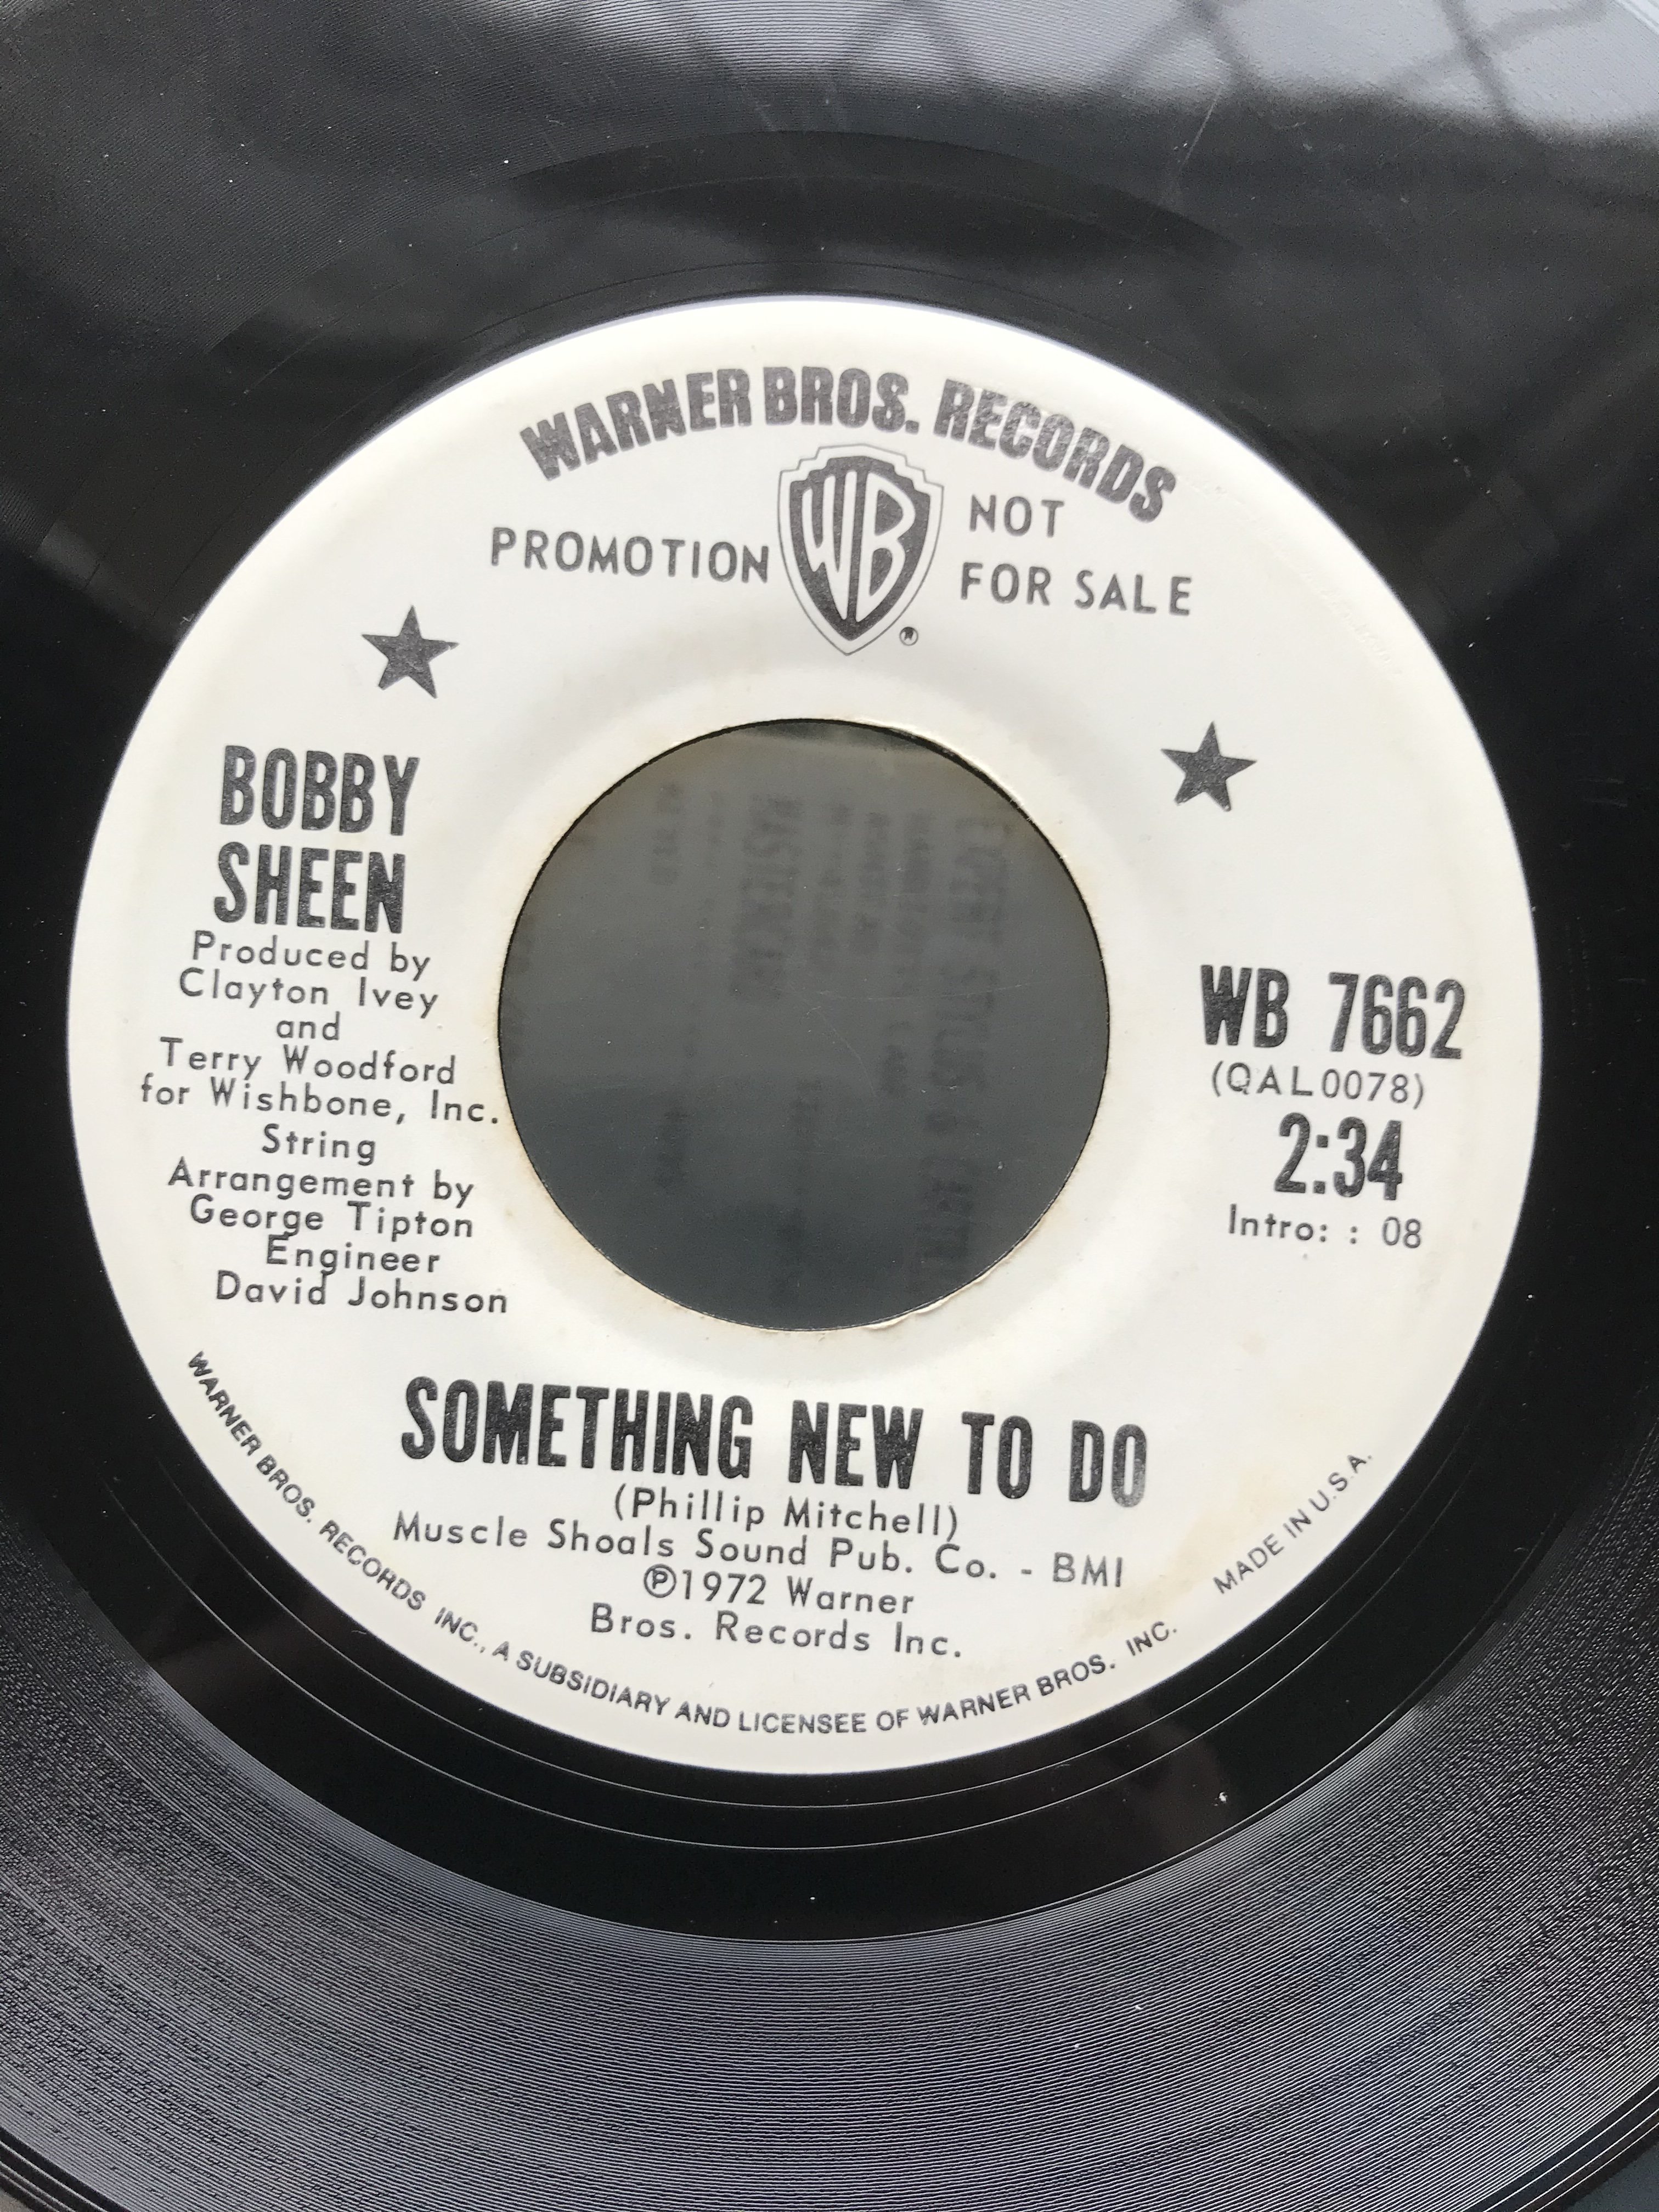 WARNER BROS. RECORDS
PROMOTION
WB
®
NOT
FOR SALE
BOBBY
SHEEN
Produced by
Clayton Ivey
and
Terry Woodford
for Wishbone, Inc.
String
Arrangement by
George Tipton
Engineer
David Johnson
WB 7662
(QAL0078)
2:34
Intro: : 08
SOMETHING NEW TO DO
(Phillip Mitchell)
Muscle Shoals Sound Pub. Co. - BMI
℗1972 Warner
Bros. Records Inc.
WARNER BROS. RECORDS INC., A SUBSIDIARY AND LICENSEE OF WARNER BROS. INC.
MADE IN U.S.A.